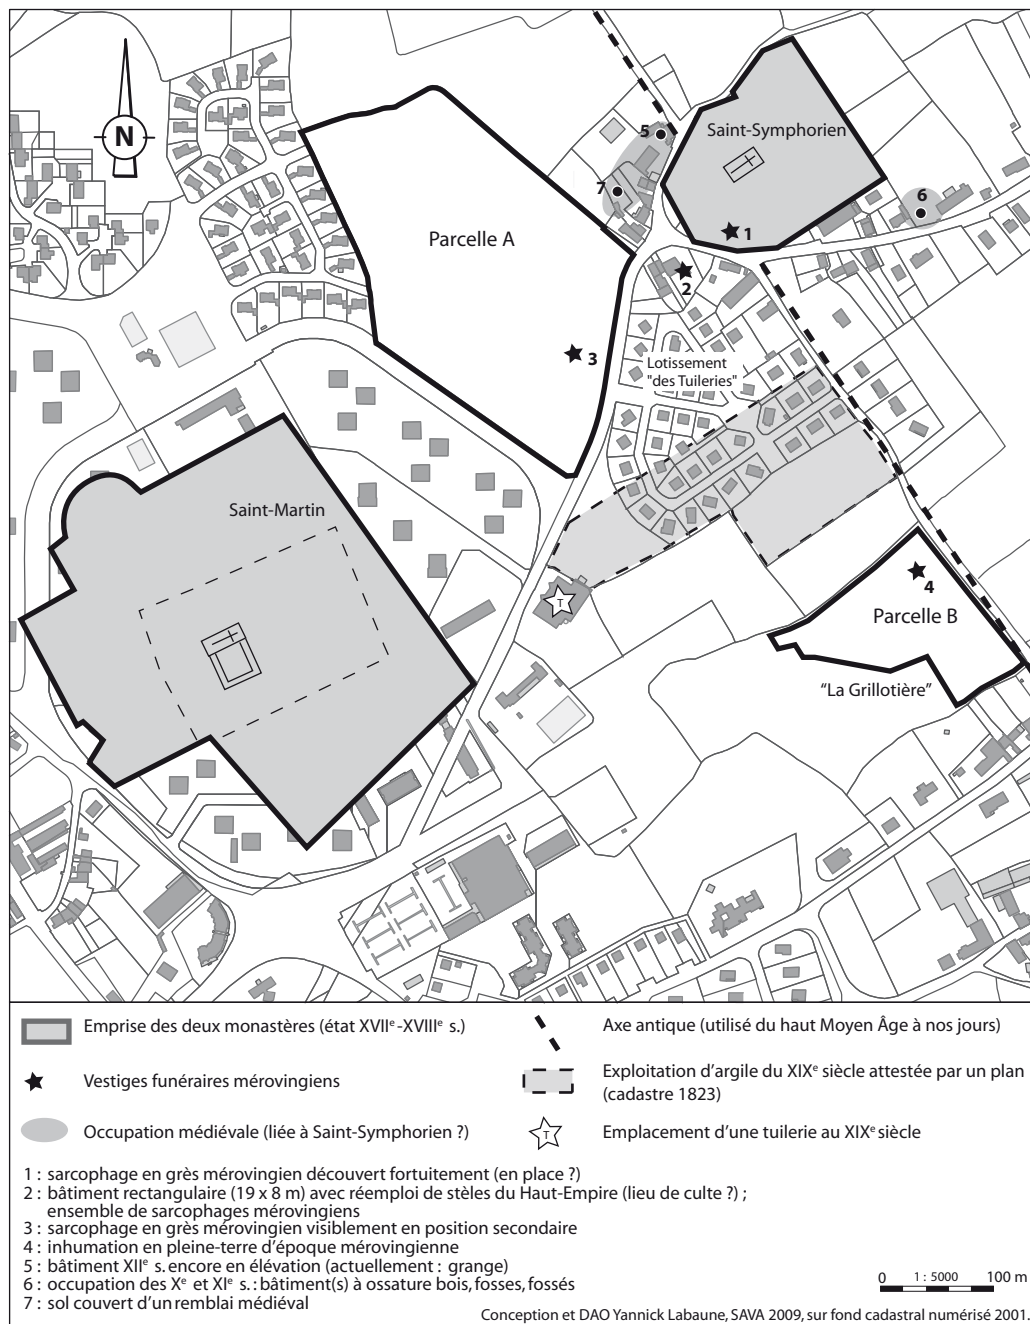 N
Saint-Symphorien
Parcelle A
5
7
6
1
2
3
Lotissement
"des Tuileries"
Saint-Martin
T
4
Parcelle B
“La Grillotière”
Emprise des deux monastères (état XVIIe-XVIIIe s.)
Axe antique (utilisé du haut Moyen Âge à nos jours)
Vestiges funéraires mérovingiens
Exploitation d'argile du XIXe siècle attestée par un plan
(cadastre 1823)
Occupation médiévale (liée à Saint-Symphorien ?)
T
Emplacement d'une tuilerie au XIXe siècle
1 : sarcophage en grès mérovingien découvert fortuitement (en place ?)
2 : bâtiment rectangulaire (19 x 8 m) avec réemploi de stèles du Haut-Empire (lieu de culte ?) ;
ensemble de sarcophages mérovingiens
3 : sarcophage en grès mérovingien visiblement en position secondaire
4 : inhumation en pleine-terre d'époque mérovingienne
5 : bâtiment XIIe s. encore en élévation (actuellement : grange)
6 : occupation des Xe et XIe s. : bâtiment(s) à ossature bois, fosses, fossés
7 : sol couvert d'un remblai médiéval
0 1 : 5000 100 m
Conception et DAO Yannick Labaune, SAVA 2009, sur fond cadastral numérisé 2001.